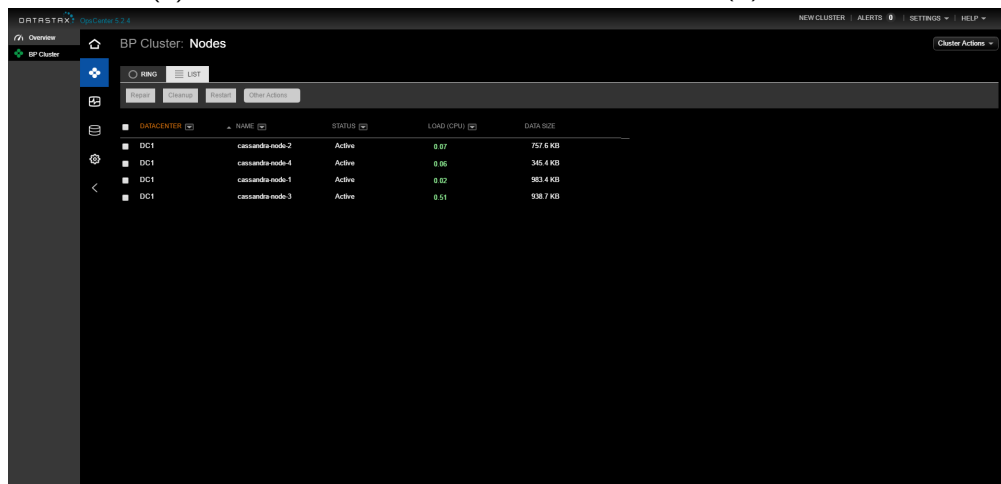 DATASTAX OpsCenter 5.2.4 NEW CLUSTER | ALERTS 0 | SETTINGS | HELP
Overview
BP Cluster
BP Cluster: Nodes Cluster Actions
RING LIST
Repair Cleanup Restart Other Actions
DATACENTER NAME STATUS LOAD (CPU) DATA SIZE
DC1 cassandra-node-2 Active 0.07 757.6 KB
DC1 cassandra-node-4 Active 0.06 345.4 KB
DC1 cassandra-node-1 Active 0.02 983.4 KB
DC1 cassandra-node-3 Active 0.51 938.7 KB